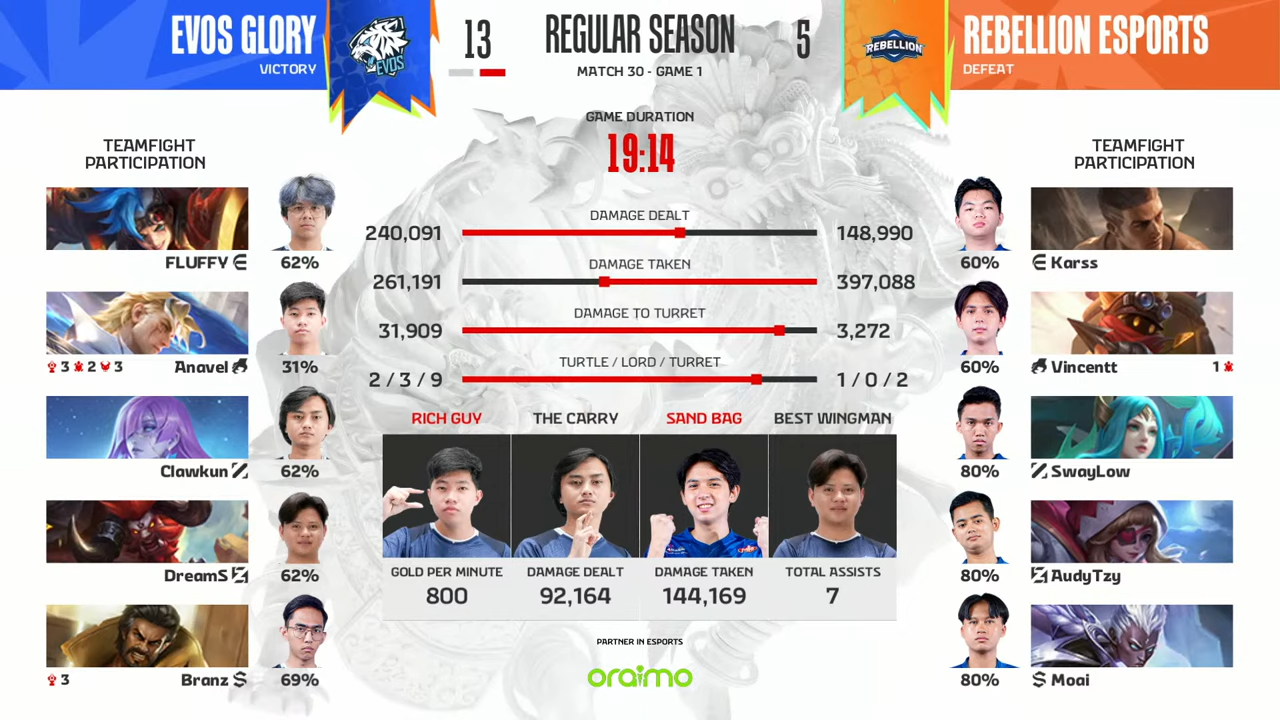 EVOS GLORY
VICTORY
EVOS
13
REGULAR SEASON
MATCH 30 - GAME 1
5
REBELLION
REBELLION ESPORTS
DEFEAT
GAME DURATION
19:14
TEAMFIGHT
PARTICIPATION
FLUFFY
62%
3 2 3 Anavel
31%
Clawkun
62%
DreamS
62%
3 Branz
69%
DAMAGE DEALT
240,091 148,990
DAMAGE TAKEN
261,191 397,088
DAMAGE TO TURRET
31,909 3,272
TURTLE / LORD / TURRET
2 / 3 / 9 1 / 0 / 2
RICH GUY
THE CARRY
SAND BAG
BEST WINGMAN
GOLD PER MINUTE
800
DAMAGE DEALT
92,164
DAMAGE TAKEN
144,169
TOTAL ASSISTS
7
PARTNER IN ESPORTS
oraimo
TEAMFIGHT
PARTICIPATION
60%
Karss
60%
Vincentt 1
80%
SwayLow
80%
AudyTzy
80%
Moai